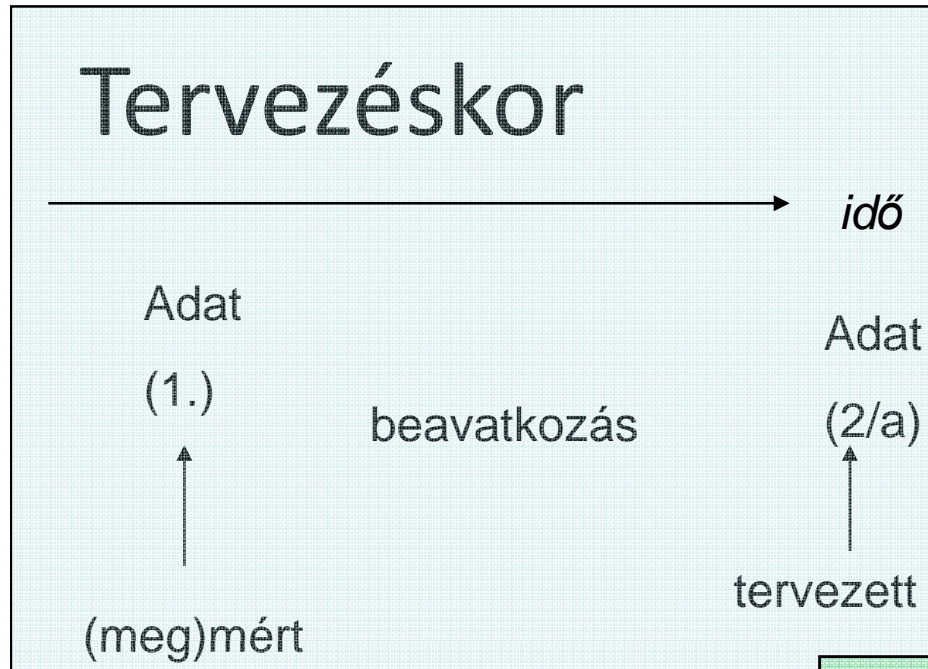 Tervezéskor
idő
Adat
(1.)
beavatkozás
Adat
(2/a)
(meg)mért
tervezett